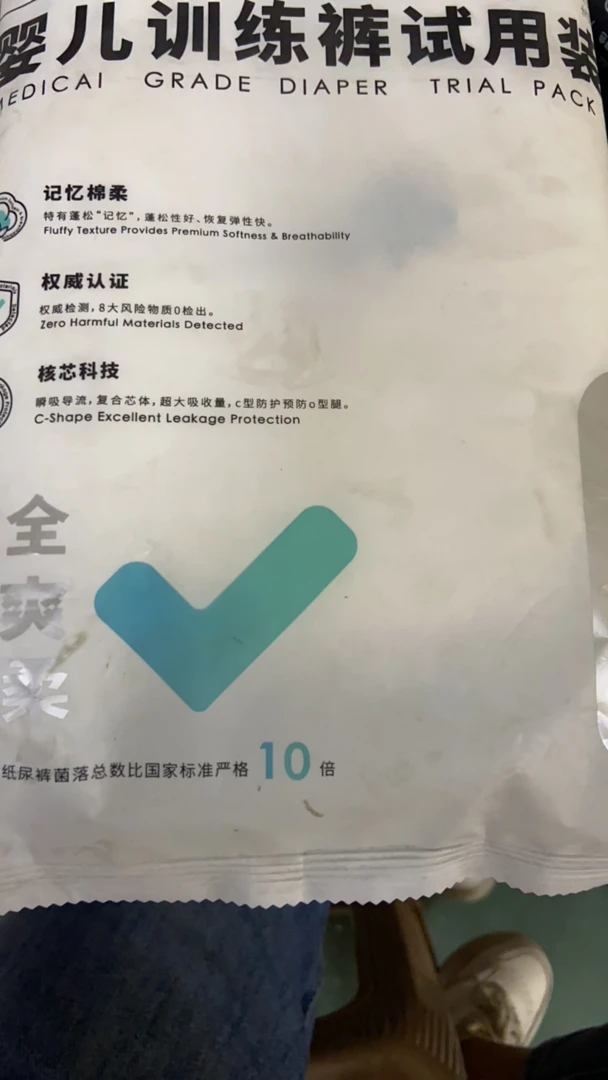 婴儿训练裤试用装
MEDICAl GRADE DIAPER TRIAL PACK
记忆棉柔
特有蓬松“记忆”，蓬松性好、恢复弹性快。
Fluffy Texture Provides Premium Softness & Breathability
权威认证
权威检测，8大风险物质0检出。
Zero Harmful Materials Detected
核芯科技
瞬吸导流，复合芯体，超大吸收量，c型防护预防o型腿。
C-Shape Excellent Leakage Protection
全爽柔
纸尿裤菌落总数比国家标准严格 10 倍